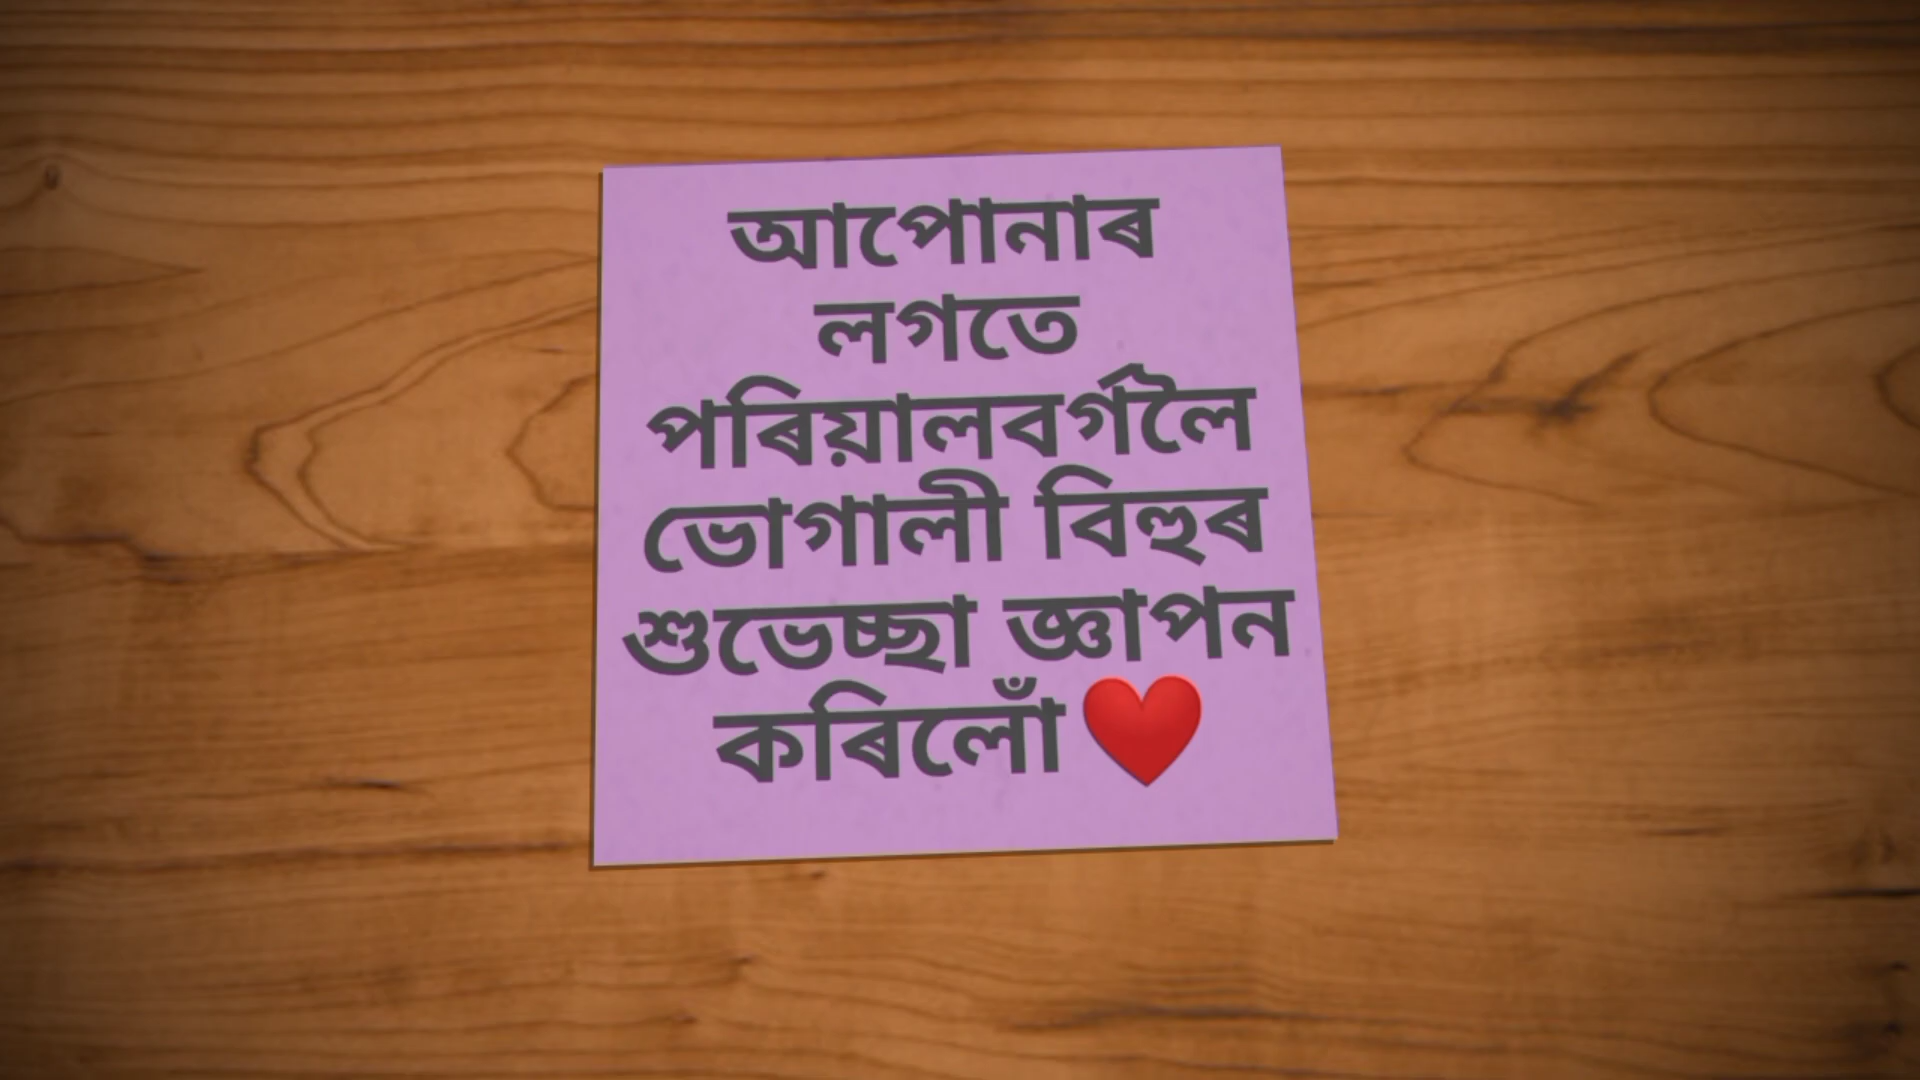 আপোনাৰ
লগতে
পৰিয়ালবৰ্গলৈ
ভোগালী বিহুৰ
শুভেচ্ছা জ্ঞাপন
কৰিলোঁ❤️